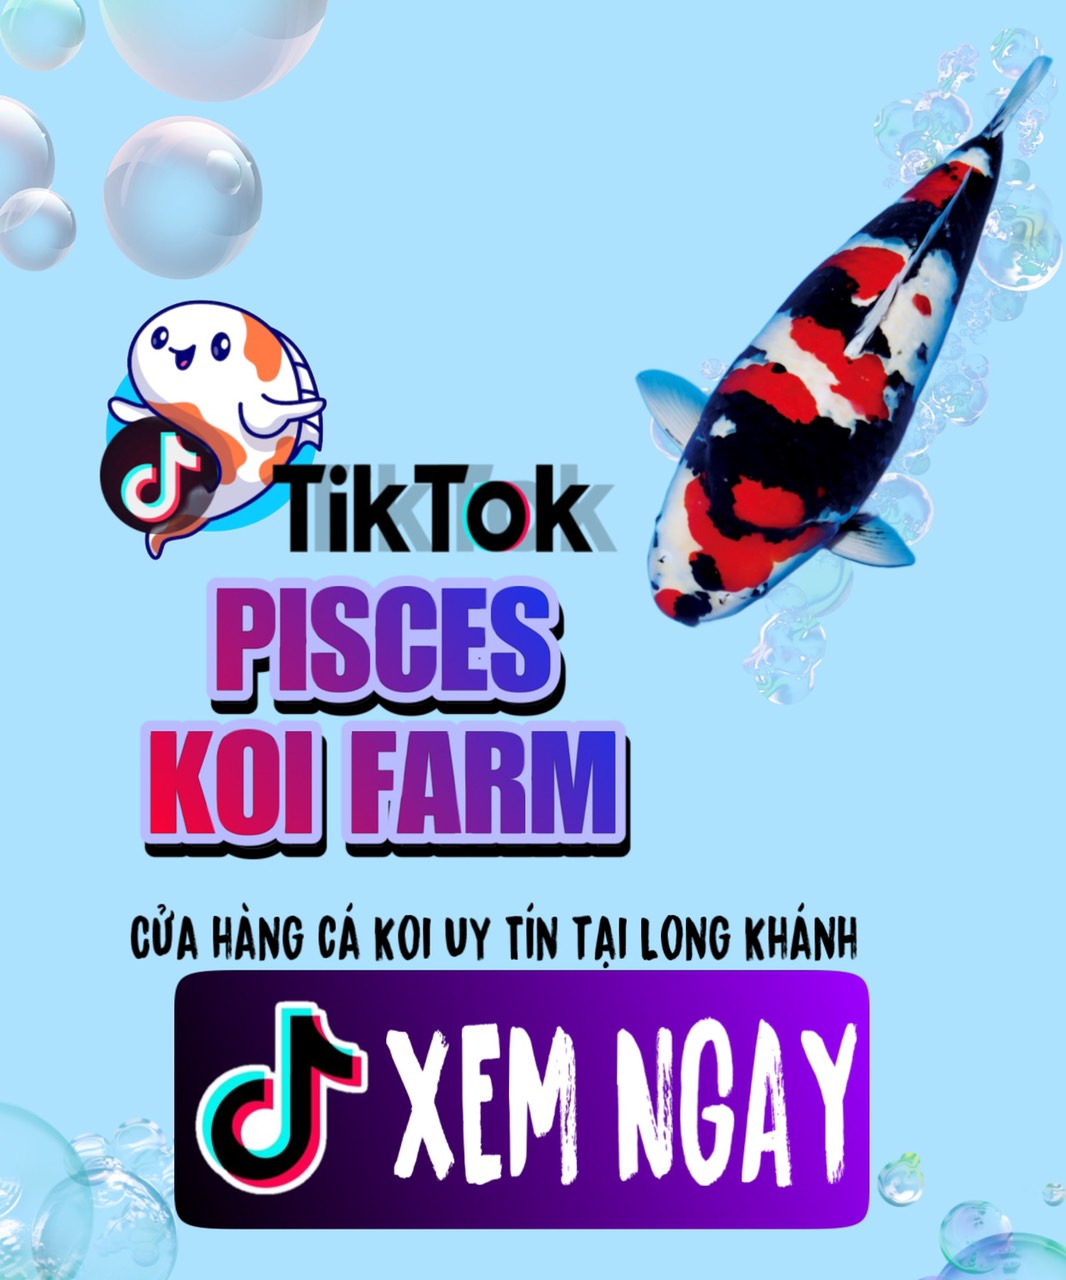 TikTok
PISCES
KOI FARM
CỬA HÀNG CÁ KOI UY TÍN TẠI LONG KHÁNH
XEM NGAY